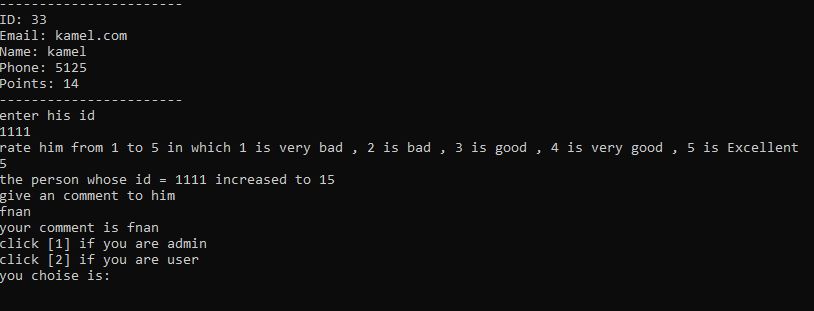 -----------------------
ID: 33
Email: kamel.com
Name: kamel
Phone: 5125
Points: 14
-----------------------
enter his id
1111
rate him from 1 to 5 in which 1 is very bad , 2 is bad , 3 is good , 4 is very good , 5 is Excellent
5
the person whose id = 1111 increased to 15
give an comment to him
fnan
your comment is fnan
click [1] if you are admin
click [2] if you are user
you choise is: